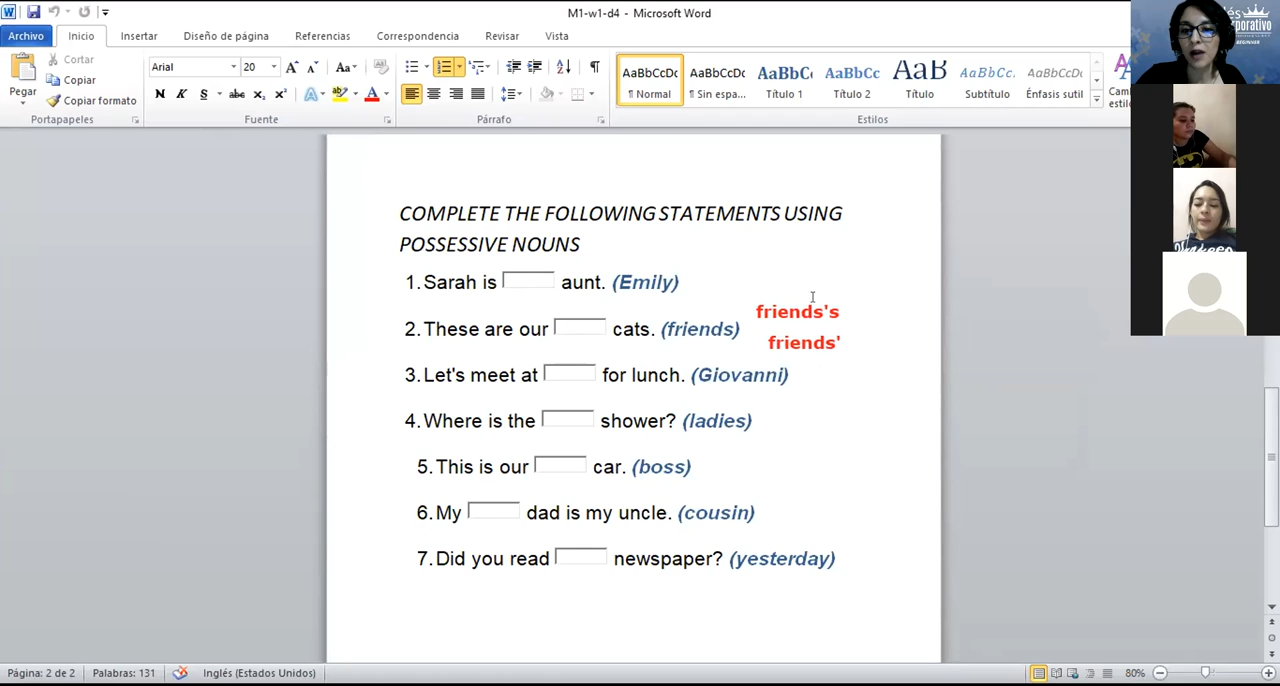 M1-w1-d4 - Microsoft Word
Archivo Inicio Insertar Diseño de página Referencias Correspondencia Revisar Vista
Pegar
Cortar
Copiar
Copiar formato
Portapapeles
Arial 20
Fuente
Párrafo
AaBbCcDc AaBbCcDc AaBbC AaBbCc AaB AaBbCc. AaBbCcDc
¶ Normal ¶ Sin espa... Título 1 Título 2 Título Subtítulo Énfasis sutil
Estilos
BEGINNER
COMPLETE THE FOLLOWING STATEMENTS USING
POSSESSIVE NOUNS
1. Sarah is aunt. (Emily)
friends's
2. These are our cats. (friends)
friends'
3. Let's meet at for lunch. (Giovanni)
4. Where is the shower? (ladies)
5. This is our car. (boss)
6. My dad is my uncle. (cousin)
7. Did you read newspaper? (yesterday)
Página: 2 de 2 Palabras: 131 Inglés (Estados Unidos) 80%